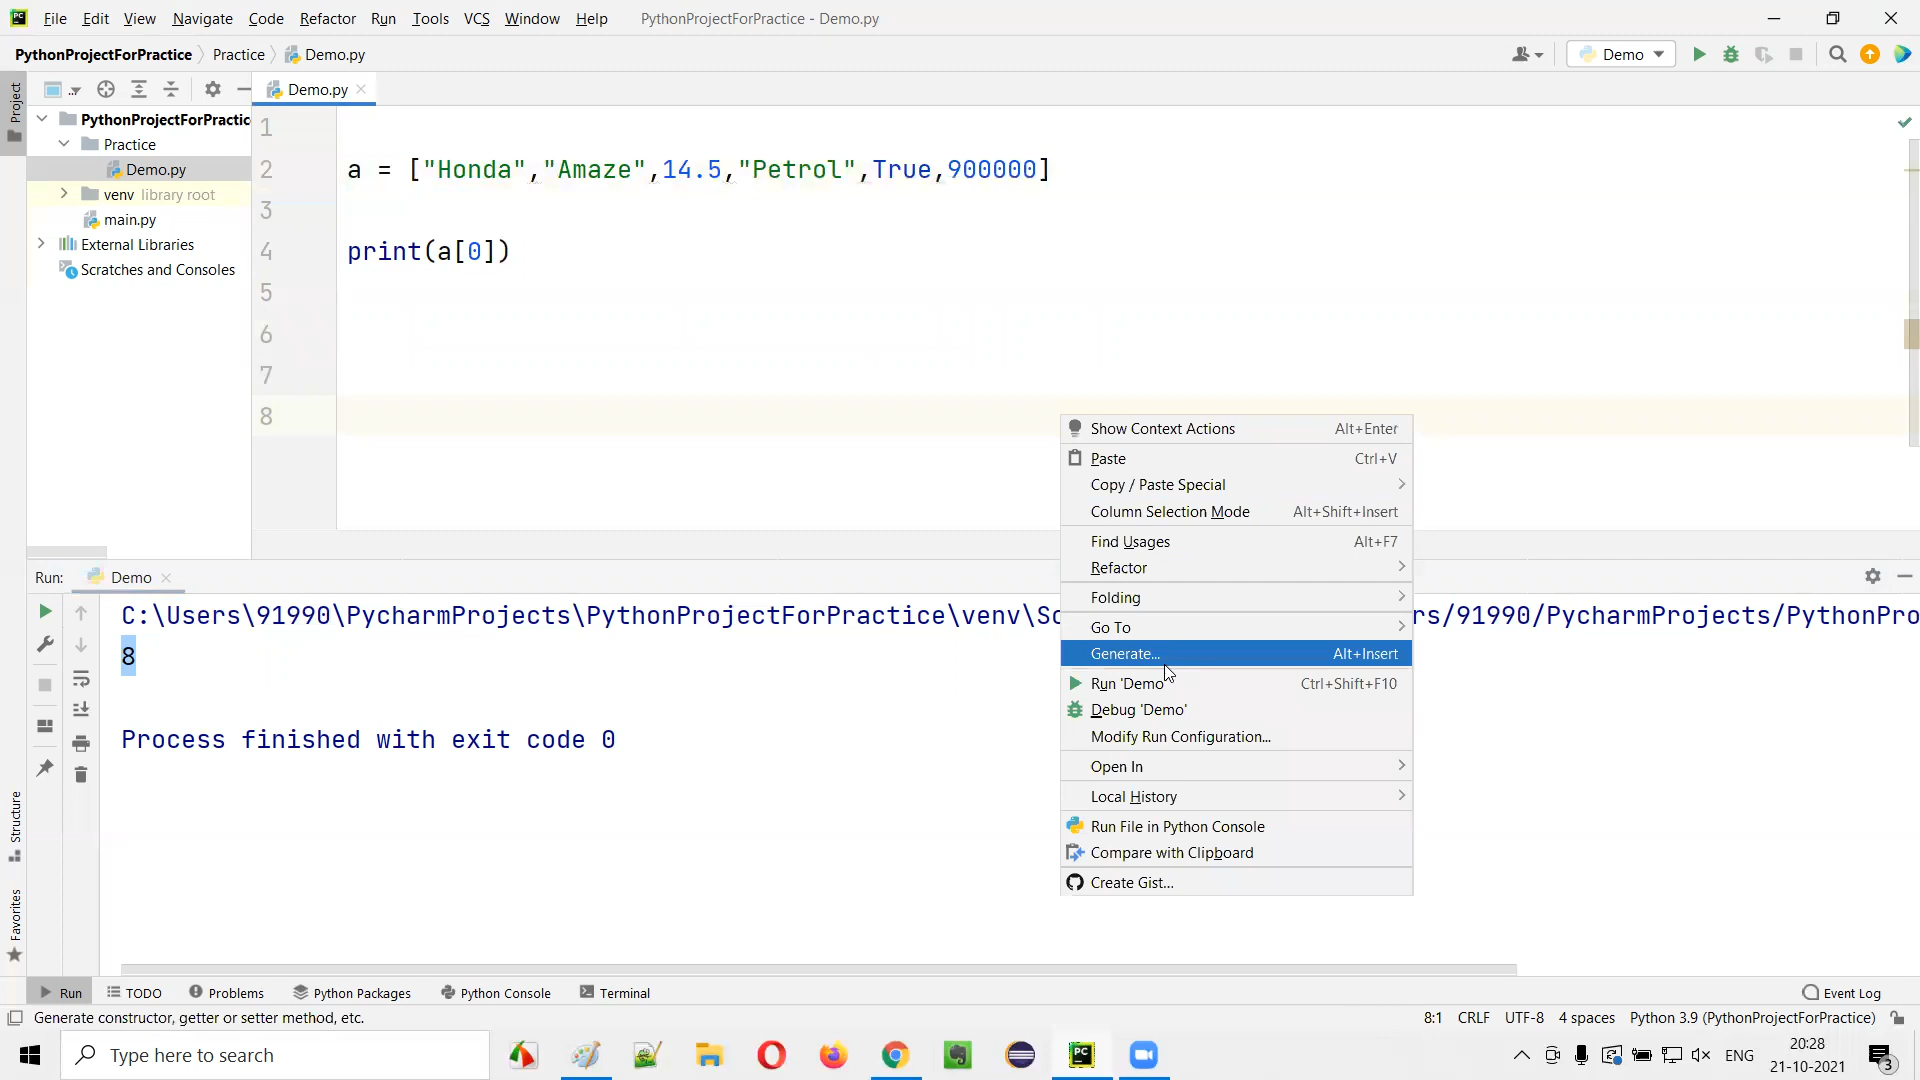 File Edit View Navigate Code Refactor Run Tools VCS Window Help PythonProjectForPractice - Demo.py
PythonProjectForPractice Practice Demo.py Demo
Project
Demo.py
PythonProjectForPractic
Practice
Demo.py
venv library root
main.py
External Libraries
Scratches and Consoles
1
2 a = ["Honda","Amaze",14.5,"Petrol",True,900000]
3
4 print(a[0])
5
6
7
8
Show Context Actions Alt+Enter
Paste Ctrl+V
Copy / Paste Special
Column Selection Mode Alt+Shift+Insert
Find Usages Alt+F7
Refactor
Folding
Go To
Generate... Alt+Insert
Run 'Demo' Ctrl+Shift+F10
Debug 'Demo'
Modify Run Configuration...
Open In
Local History
Run File in Python Console
Compare with Clipboard
Create Gist...
Run: Demo
C:\Users\91990\PycharmProjects\PythonProjectForPractice\venv\Sc rs/91990/PycharmProjects/PythonPro
8
Process finished with exit code 0
Structure
Favorites
Run TODO Problems Python Packages Python Console Terminal Event Log
Generate constructor, getter or setter method, etc. 8:1 CRLF UTF-8 4 spaces Python 3.9 (PythonProjectForPractice)
Type here to search PC ENG 20:28
21-10-2021 3